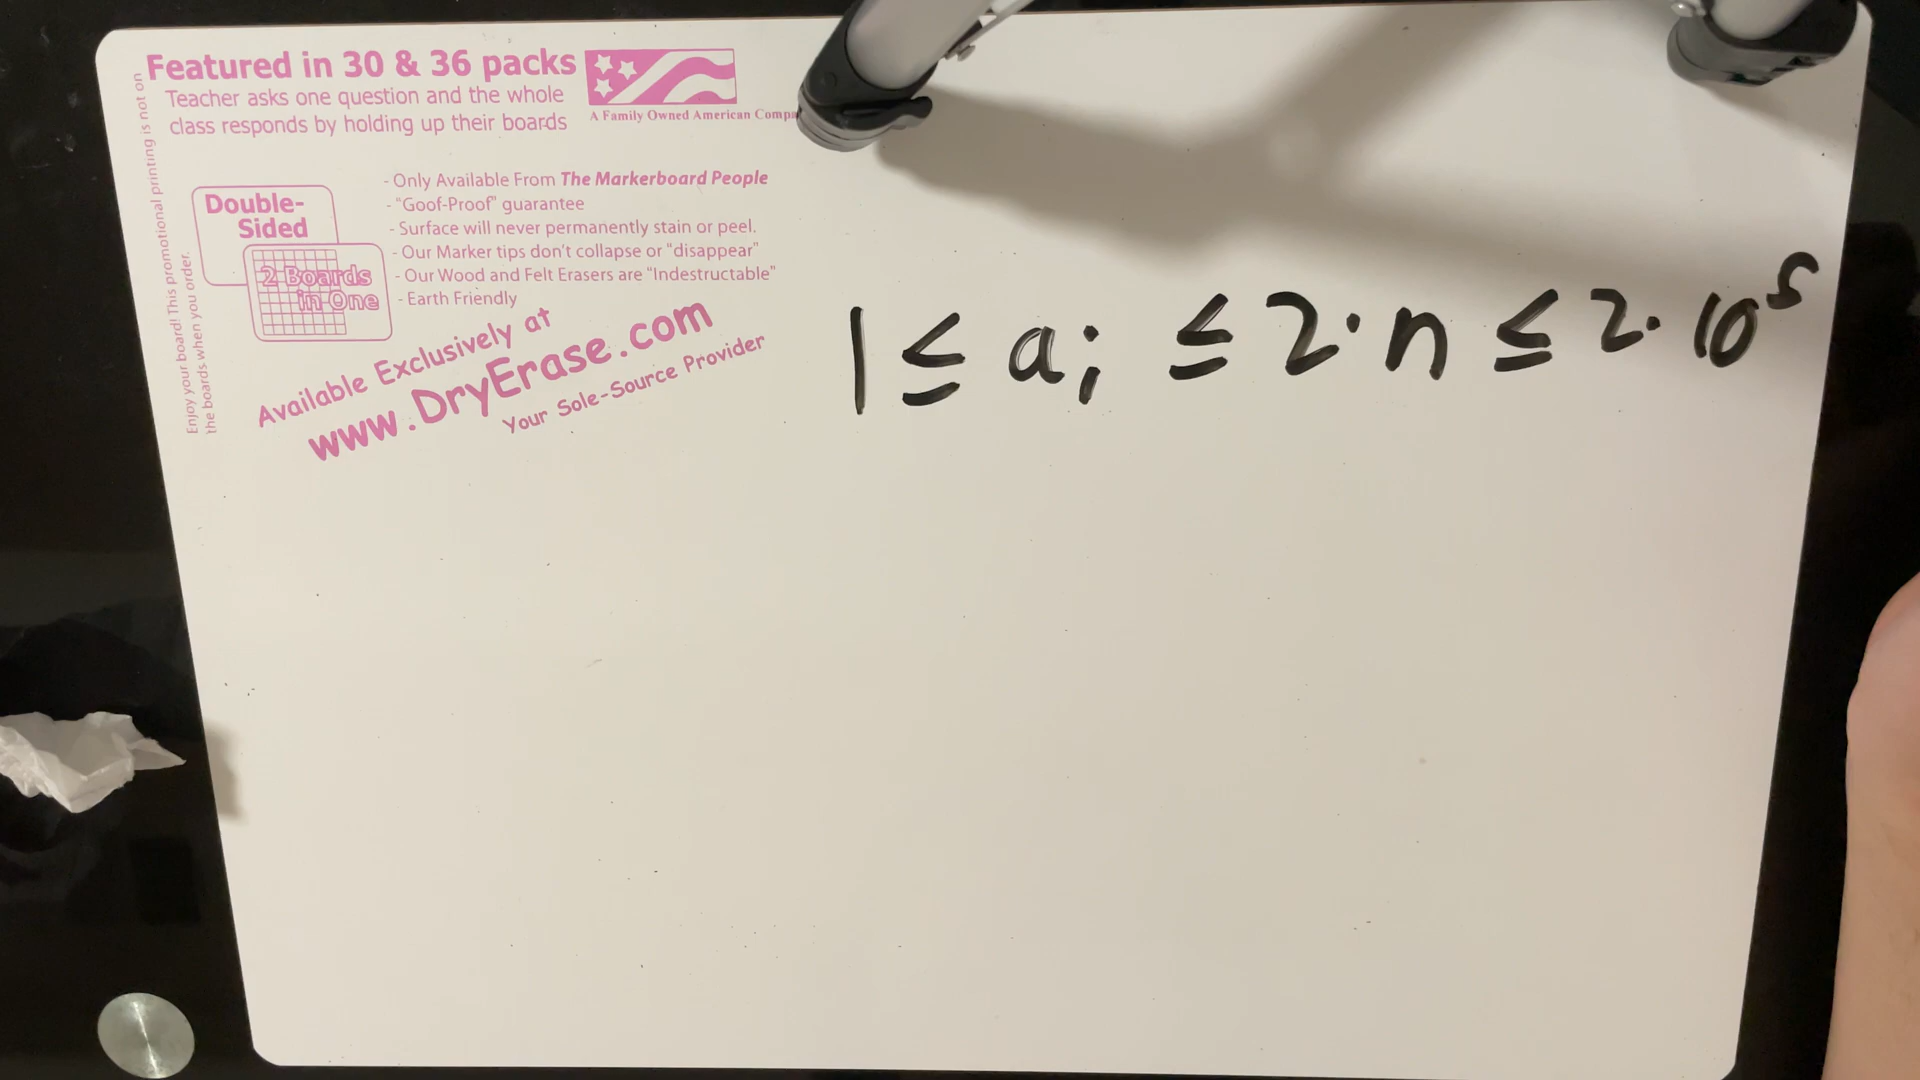 Featured in 30 & 36 packs
Teacher asks one question and the whole
class responds by holding up their boards
A Family Owned American Compa
Enjoy your board! This promotional printing is not on
the boards when you order.
Double-
Sided
2 Boards
in One
- Only Available From The Markerboard People
- “Goof-Proof” guarantee
- Surface will never permanently stain or peel.
- Our Marker tips don't collapse or “disappear”
- Our Wood and Felt Erasers are “Indestructable”
- Earth Friendly
Available Exclusively at
www.DryErase.com
Your Sole-Source Provider
1 ≤ aᵢ ≤ 2·n ≤ 2·10⁵